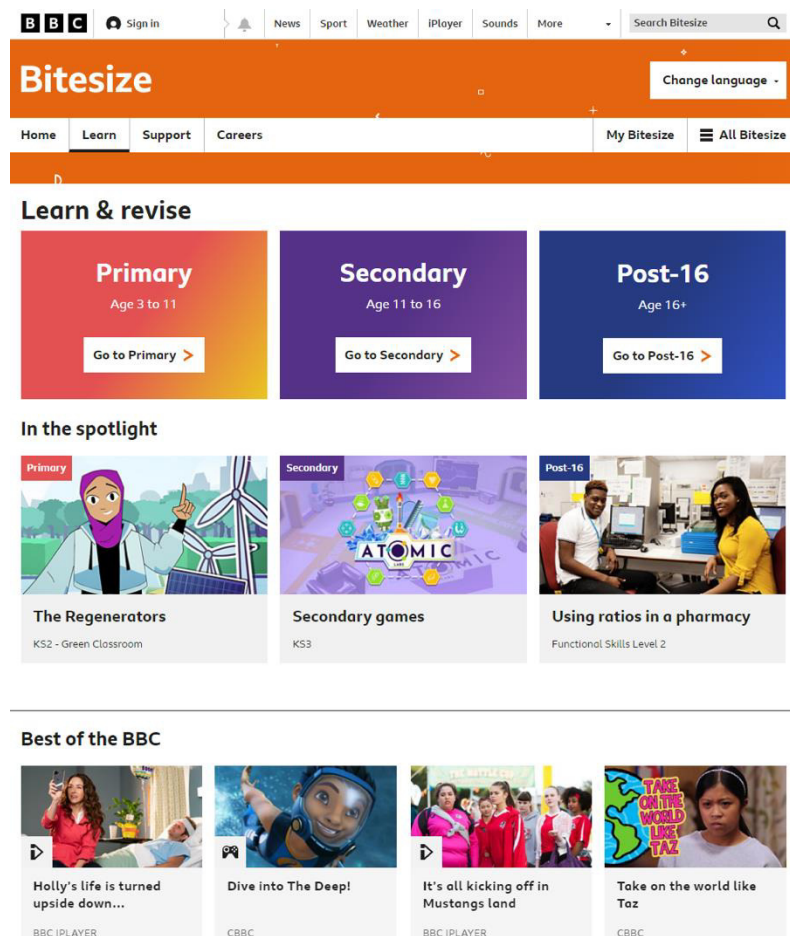 BBC Sign in News Sport Weather iPlayer Sounds More Search Bitesize
Bitesize
Change language
Home Learn Support Careers My Bitesize All Bitesize
Learn & revise
Primary
Age 3 to 11
Go to Primary >
Secondary
Age 11 to 16
Go to Secondary >
Post-16
Age 16+
Go to Post-16 >
In the spotlight
Primary
The Regenerators
KS2 - Green Classroom
Secondary
ATOMIC
LABS
Secondary games
KS3
Post-16
Using ratios in a pharmacy
Functional Skills Level 2
Best of the BBC
Holly's life is turned
upside down...
BBC IPLAYER
Dive into The Deep!
CBBC
It's all kicking off in
Mustangs land
BBC IPLAYER
TAKE
ON THE
WORLD
LIKE
TAZ
Take on the world like
Taz
CBBC